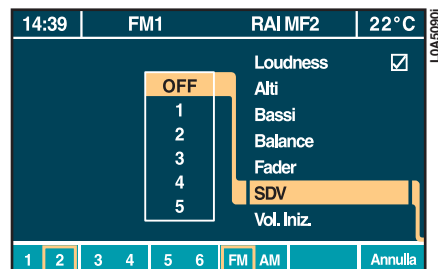 14:39 FM1 RAI MF2 22°C
Loudness
Alti
Bassi
Balance
Fader
SDV
Vol. Iniz.
OFF
1
2
3
4
5
1 2 3 4 5 6 FM AM Annulla
L0A5090i